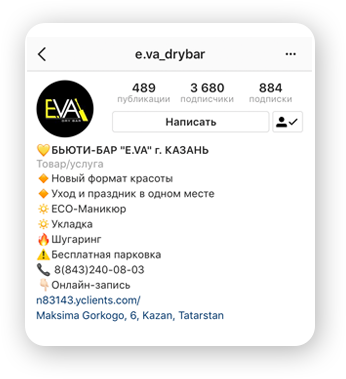 e.va_drybar
489 3 680 884
публикации подписчики подписки
E.VA
DRY BAR
Написать
💛БЬЮТИ-БАР "E.VA" г. КАЗАНЬ
Товар/услуга
🔸Новый формат красоты
🔸Уход и праздник в одном месте
🔅ECO-Маникюр
🔅Укладка
🔥Шугаринг
⚠️Бесплатная парковка
📞 8(843)240-08-03
👇🏻Онлайн-запись
n83143.yclients.com/
Maksima Gorkogo, 6, Kazan, Tatarstan